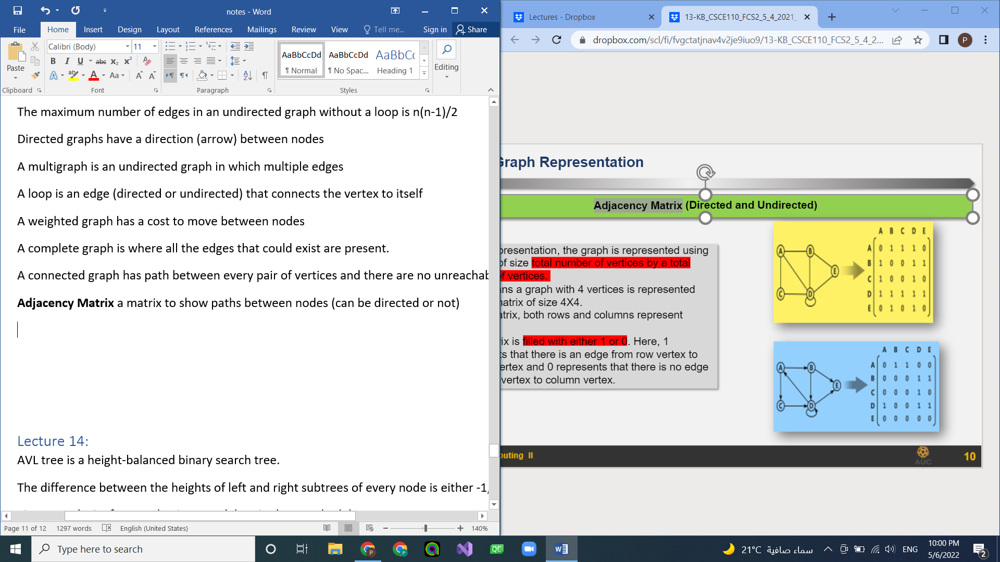 notes - Word
File
Home
Insert
Design
Layout
References
Mailings
Review
View
Tell me...
Sign in
Share
Paste
Calibri (Body)
11
B I U abc x₂ x²
Aa
AaBbCcDd
AaBbCcDd
AaBbC
¶ Normal
¶ No Spac...
Heading 1
Editing
Clipboard
Font
Paragraph
Styles
The maximum number of edges in an undirected graph without a loop is n(n-1)/2
Directed graphs have a direction (arrow) between nodes
A multigraph is an undirected graph in which multiple edges
A loop is an edge (directed or undirected) that connects the vertex to itself
A weighted graph has a cost to move between nodes
A complete graph is where all the edges that could exist are present.
A connected graph has path between every pair of vertices and there are no unreachab
Adjacency Matrix a matrix to show paths between nodes (can be directed or not)
Lecture 14:
AVL tree is a height-balanced binary search tree.
The difference between the heights of left and right subtrees of every node is either -1,
Page 11 of 12
1297 words
English (United States)
140%
Lectures - Dropbox
13-KB_CSCE110_FCS2_5_4_2021_
dropbox.com/scl/fi/fvgctatjnav4v2je9iuo9/13-KB_CSCE110_FCS2_5_4_2...
P
Graph Representation
Adjacency Matrix (Directed and Undirected)
presentation, the graph is represented using
of size total number of vertices by a total
of vertices.
ans a graph with 4 vertices is represented
matrix of size 4X4.
atrix, both rows and columns represent
rix is filled with either 1 or 0. Here, 1
ts that there is an edge from row vertex to
ertex and 0 represents that there is no edge
vertex to column vertex.
A B C D E
A 0 1 1 1 0
B 1 0 0 1 1
C 1 0 0 1 0
D 1 1 1 1 1
E 0 1 0 1 0
A B E C D
A B C D E
A 0 1 1 0 0
B 0 0 0 1 1
C 0 0 0 1 0
D 1 0 0 1 1
E 0 0 0 0 0
A B E C D
puting II
AUC
10
Type here to search
QC
21°C سماء صافية
ENG
10:00 PM
5/6/2022
2